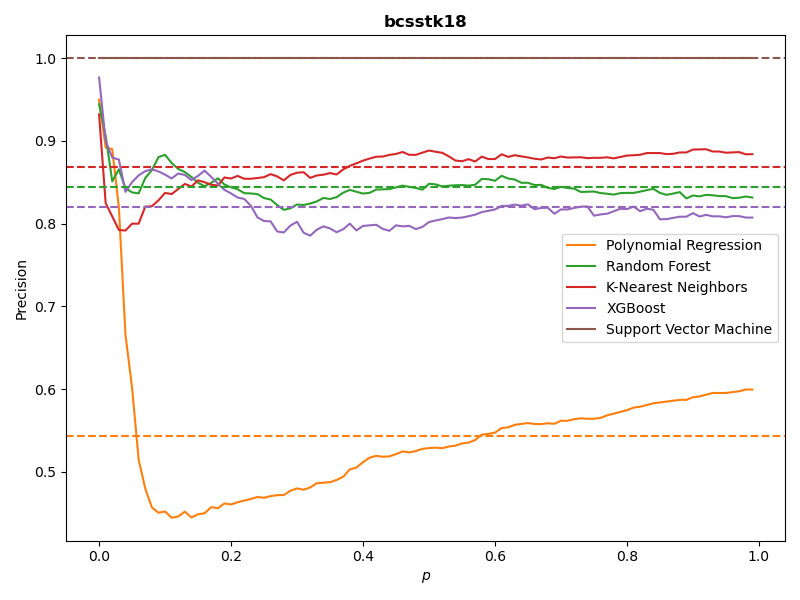 bcsstk18
1.0
0.9
0.8
0.7
0.6
0.5
Precision
Polynomial Regression
Random Forest
K-Nearest Neighbors
XGBoost
Support Vector Machine
0.0 0.2 0.4 0.6 0.8 1.0
p